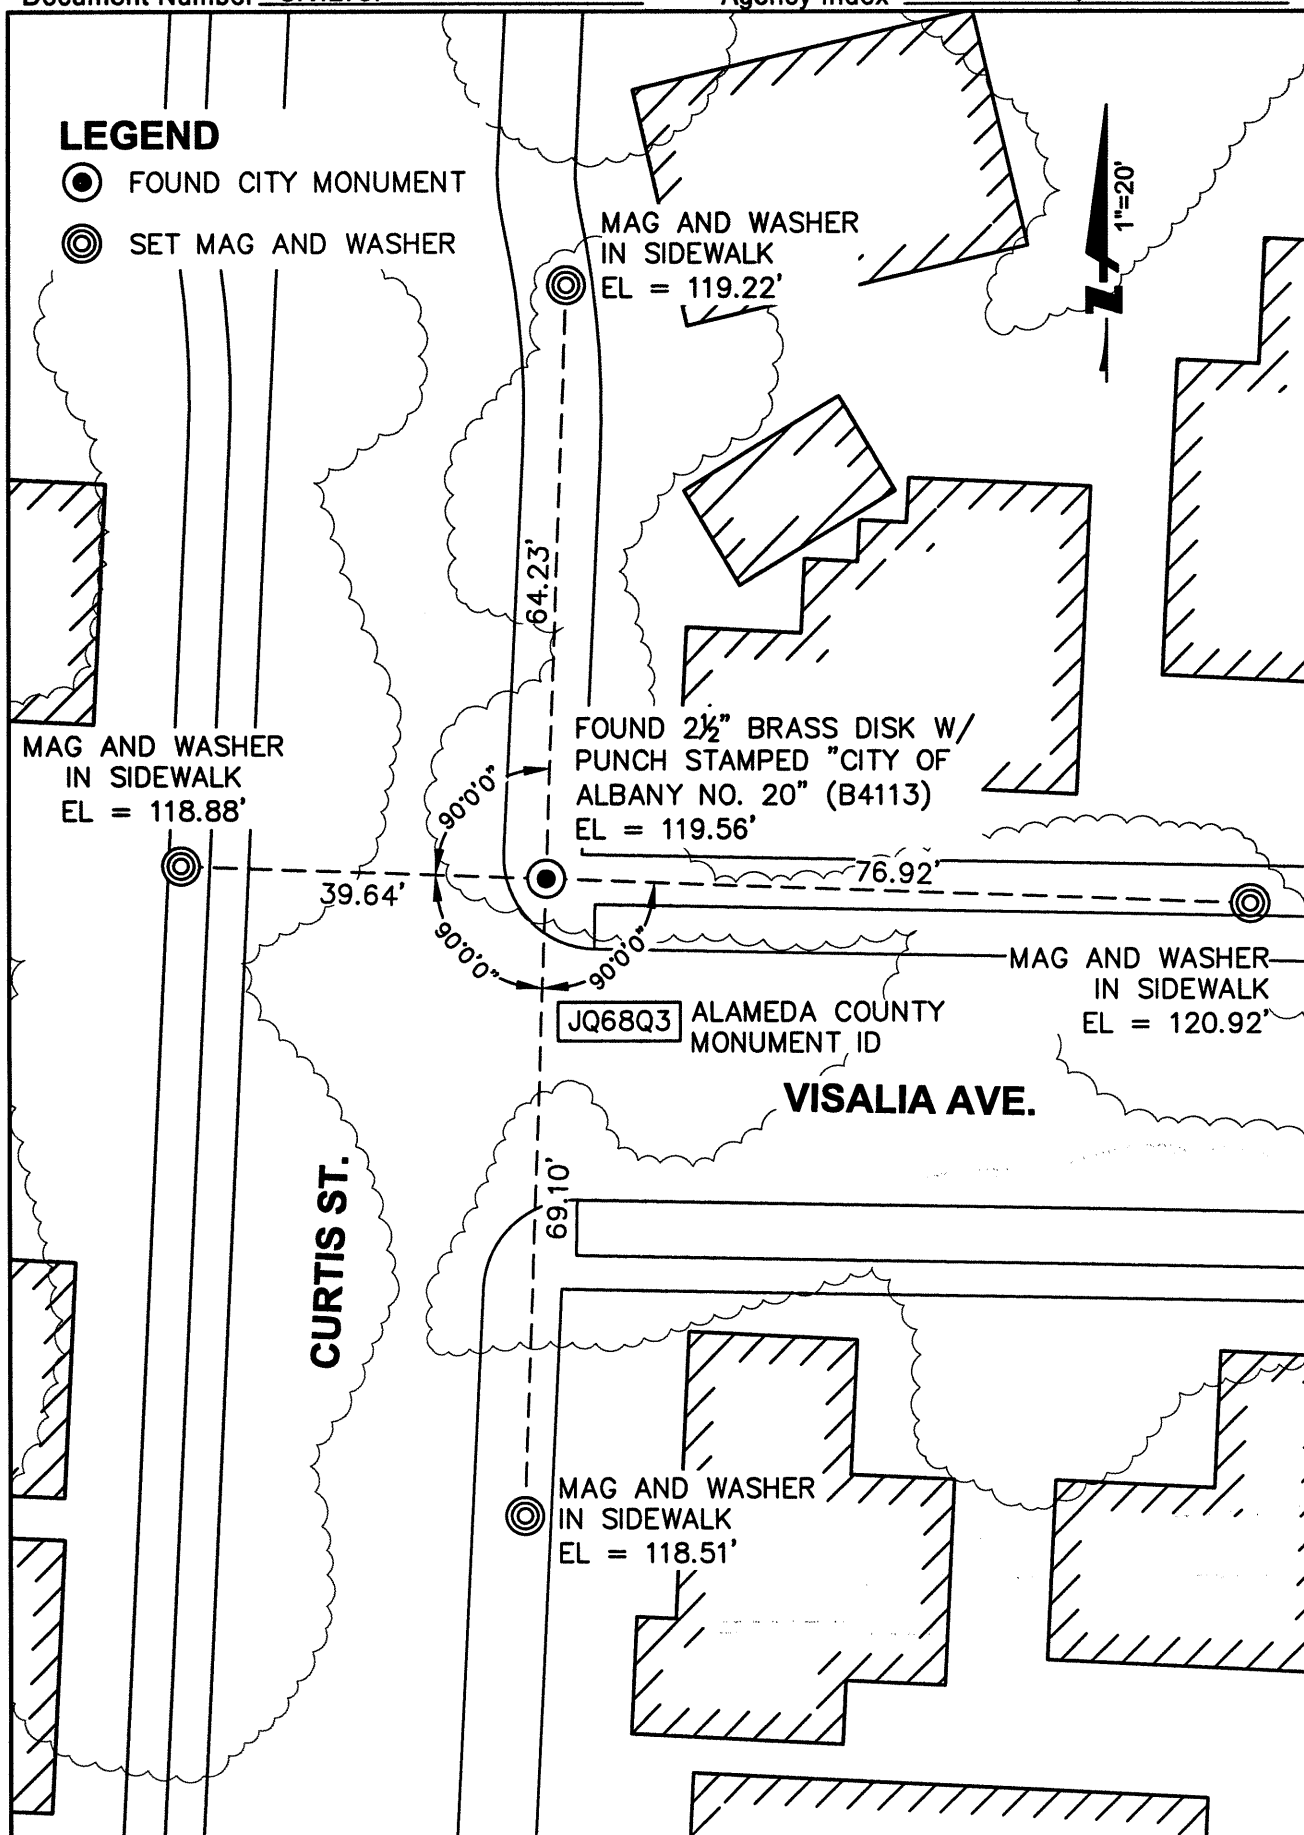 Document Number
Agency Index
LEGEND
FOUND CITY MONUMENT
SET MAG AND WASHER
MAG AND WASHER
IN SIDEWALK
EL = 119.22'
1"=20'
N
64.23'
MAG AND WASHER
IN SIDEWALK
EL = 118.88'
FOUND 2½" BRASS DISK W/
PUNCH STAMPED "CITY OF
ALBANY NO. 20" (B4113)
EL = 119.56'
90°0'0"
39.64'
76.92'
90°0'0"
90°0'0"
MAG AND WASHER
IN SIDEWALK
EL = 120.92'
JQ68Q3
ALAMEDA COUNTY
MONUMENT ID
VISALIA AVE.
69.10'
CURTIS ST.
MAG AND WASHER
IN SIDEWALK
EL = 118.51'